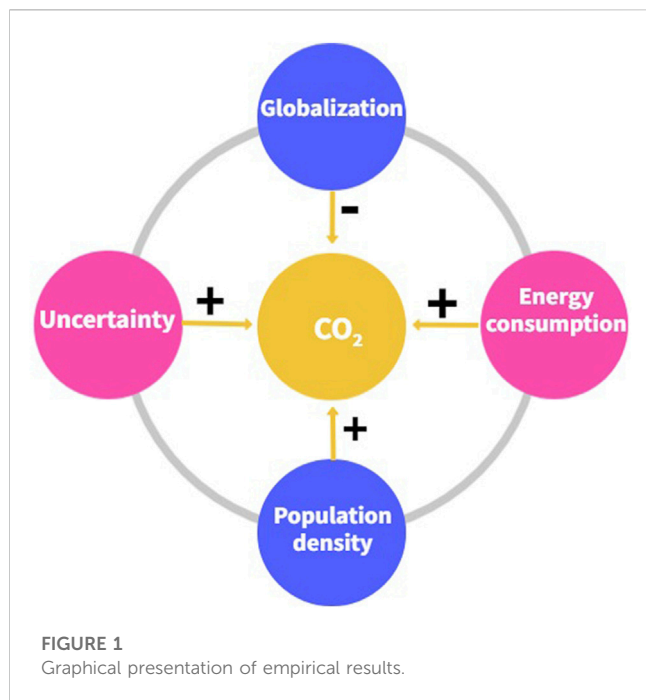 Globalization
-
Uncertainty
+
CO₂
+
Energy
consumption
+
Population
density
FIGURE 1
Graphical presentation of empirical results.